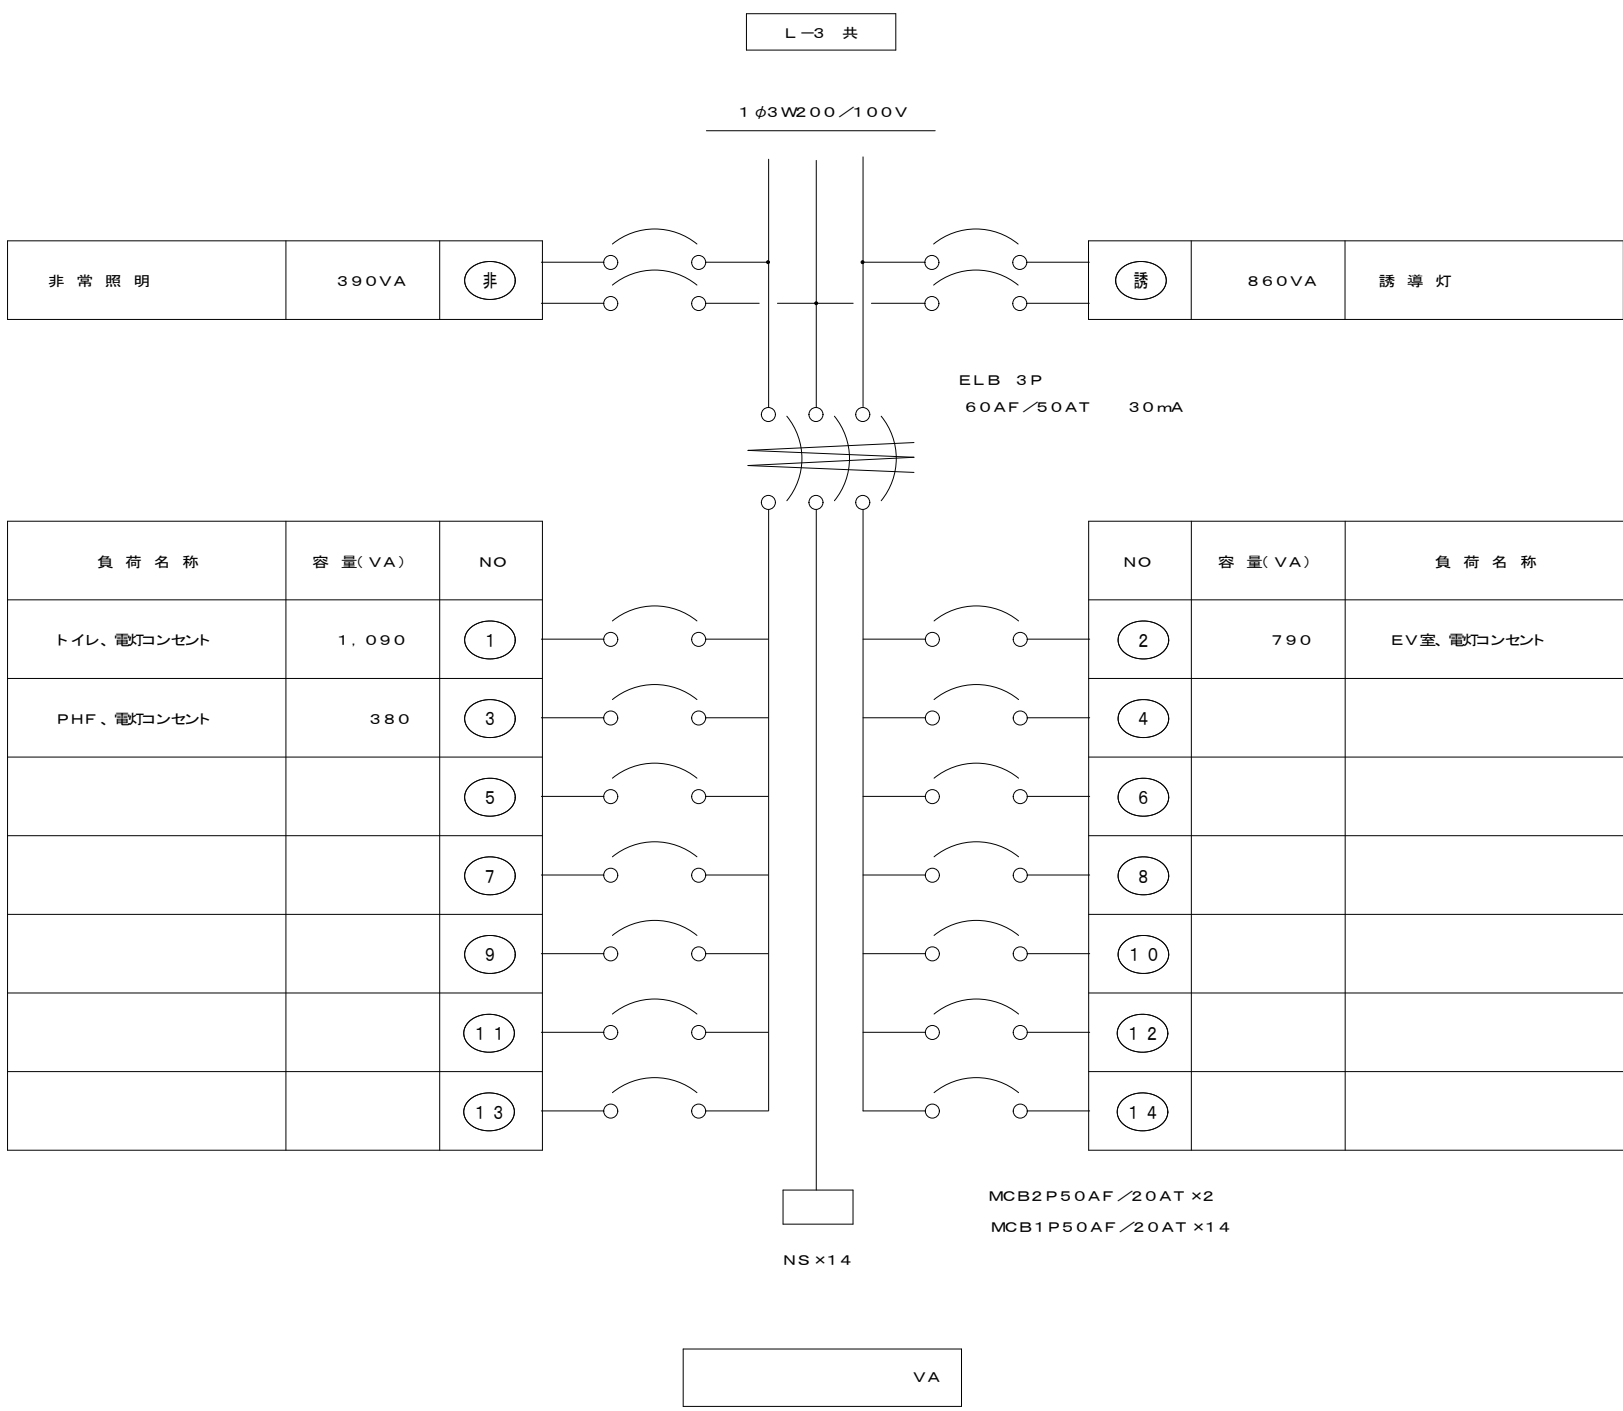 L-3 共
1φ3W200/100V
非常照明 390VA 非
誘 860VA 誘導灯
ELB 3P
60AF/50AT 30mA
負荷名称 容量(VA) NO
NO 容量(VA) 負荷名称
トイレ、電灯コンセント 1,090 1
2 790 EV室、電灯コンセント
PHF、電灯コンセント 380 3
4
5
6
7
8
9
10
11
12
13
14
MCB2P50AF/20AT×2
MCB1P50AF/20AT×14
NS×14
VA